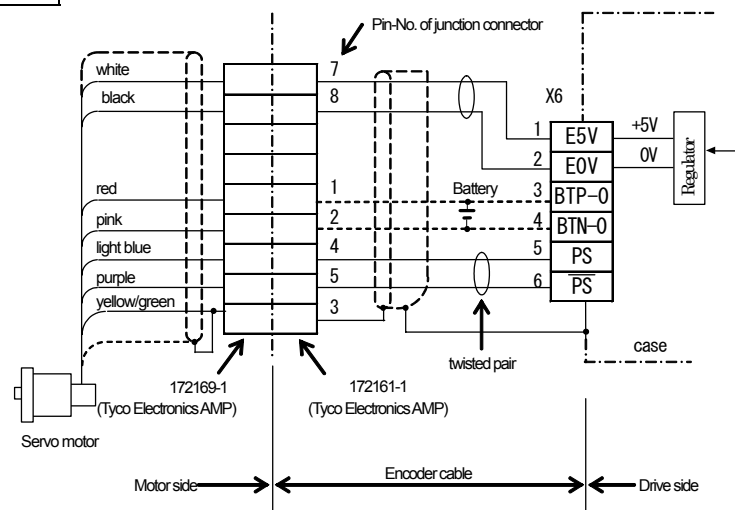 Pin-No. of junction connector
white
7
black
8
X6
1
E5V
+5V
2
E0V
0V
Regulator
red
1
Battery
3
BTP-0
pink
2
4
BTN-0
light blue
4
5
PS
purple
5
6
PS
yellow/green
3
case
twisted pair
172169-1
(Tyco Electronics AMP)
172161-1
(Tyco Electronics AMP)
Servo motor
Motor side
Encoder cable
Drive side